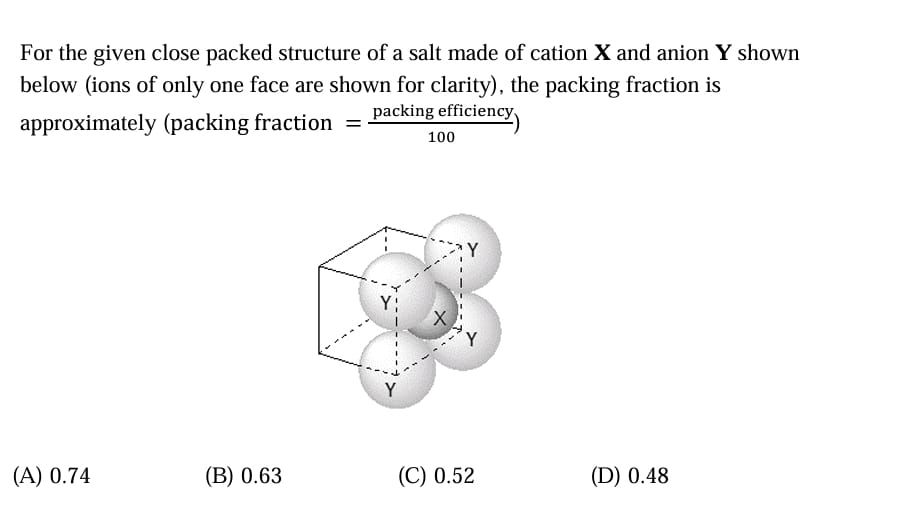 For the given close packed structure of a salt made of cation X and anion Y shown
below (ions of only one face are shown for clarity), the packing fraction is
approximately (packing fraction = packing efficiency/100)
Y
Y
X
Y
Y
(A) 0.74 (B) 0.63 (C) 0.52 (D) 0.48